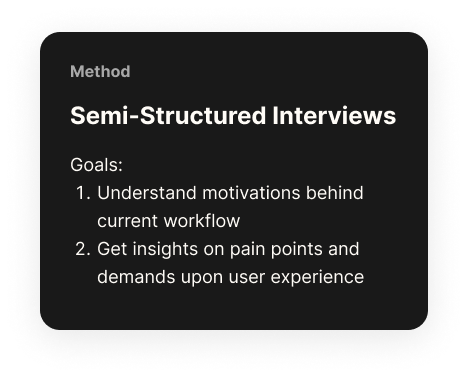 Method
Semi-Structured Interviews
Goals:
1. Understand motivations behind
current workflow
2. Get insights on pain points and
demands upon user experience